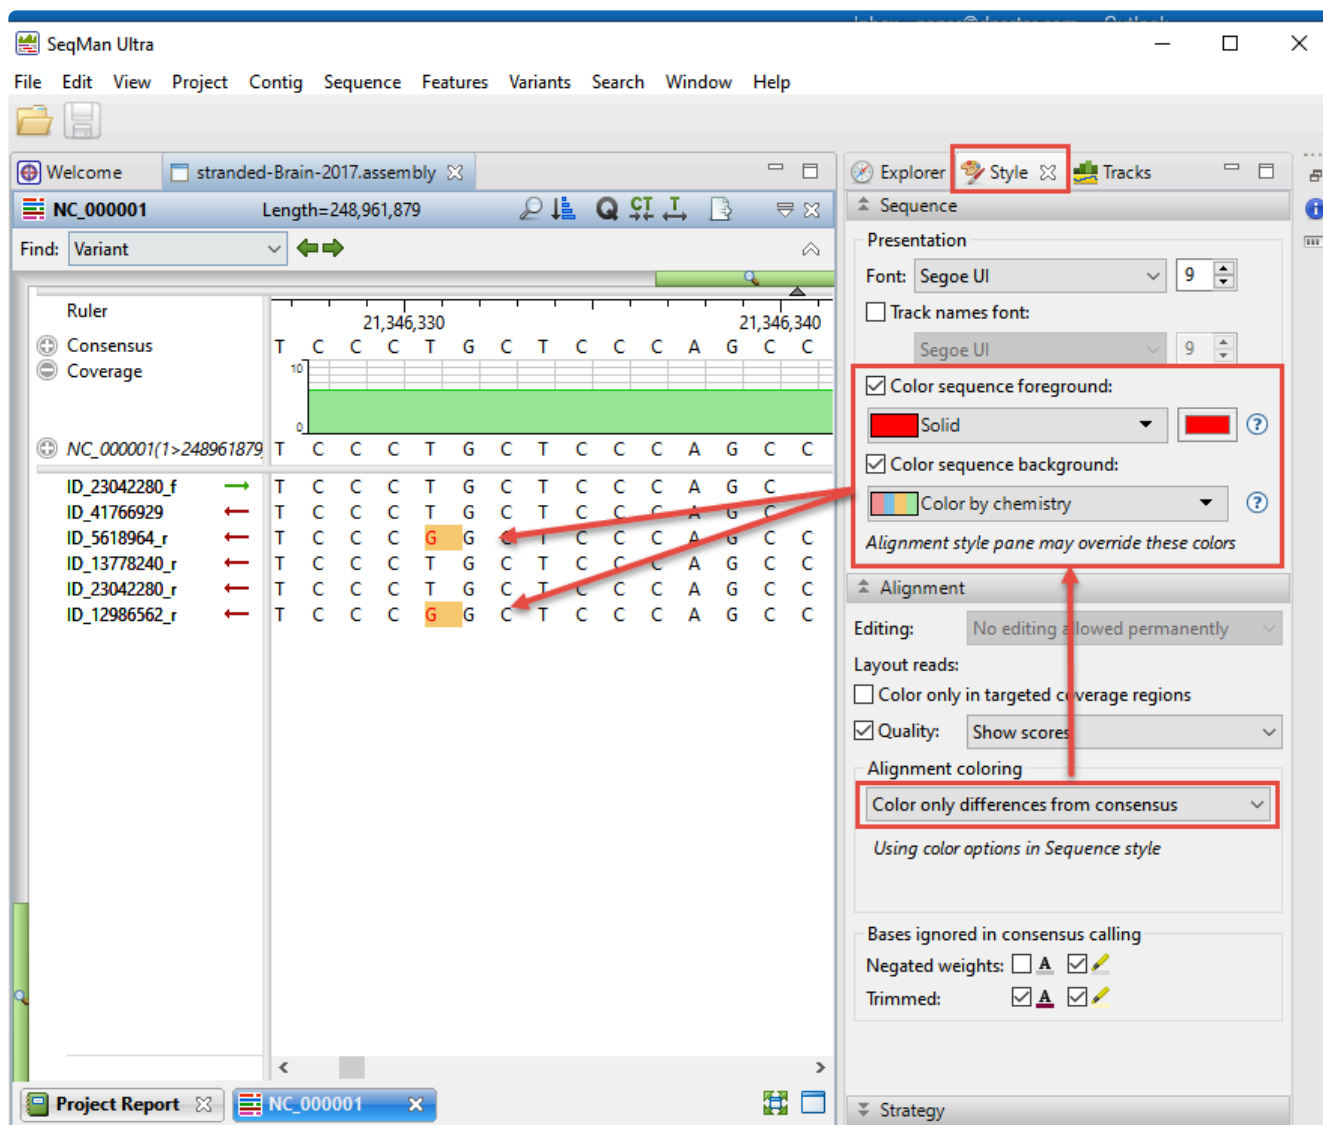 SeqMan Ultra
File Edit View Project Contig Sequence Features Variants Search Window Help
Welcome stranded-Brain-2017.assembly
Explorer Style Tracks
NC_000001 Length=248,961,879
Sequence
Find: Variant
Presentation
Font: Segoe UI 9
Track names font:
Segoe UI 9
Ruler
21,346,330 21,346,340
Consensus T C C C T G C T C C C A G C C
Coverage 10
0
NC_000001(1>248961879 T C C C T G C T C C C A G C C
ID_23042280_f T C C C T G C T C C C A G C
ID_41766929 T C C C T G C T C C C A G C
ID_5618964_r T C C C G G C T C C C A G C C
ID_13778240_r T C C C T G C T C C C A G C C
ID_23042280_r T C C C T G C T C C C A G C C
ID_12986562_r T C C C G G C T C C C A G C C
Color sequence foreground:
Solid
Color sequence background:
Color by chemistry
Alignment style pane may override these colors
Alignment
Editing: No editing allowed permanently
Layout reads:
Color only in targeted coverage regions
Quality: Show scores
Alignment coloring
Color only differences from consensus
Using color options in Sequence style
Bases ignored in consensus calling
Negated weights: A
Trimmed: A
Strategy
Project Report NC_000001